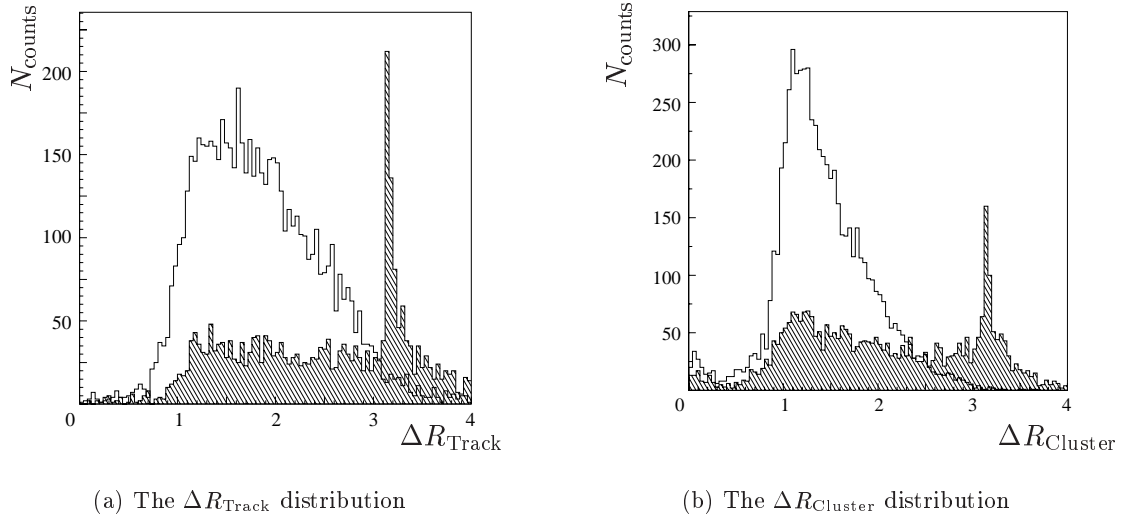 N_counts
200
150
100
50
0 1 2 3 4
ΔR_Track
(a) The ΔR_Track distribution
N_counts
300
250
200
150
100
50
0 1 2 3 4
ΔR_Cluster
(b) The ΔR_Cluster distribution